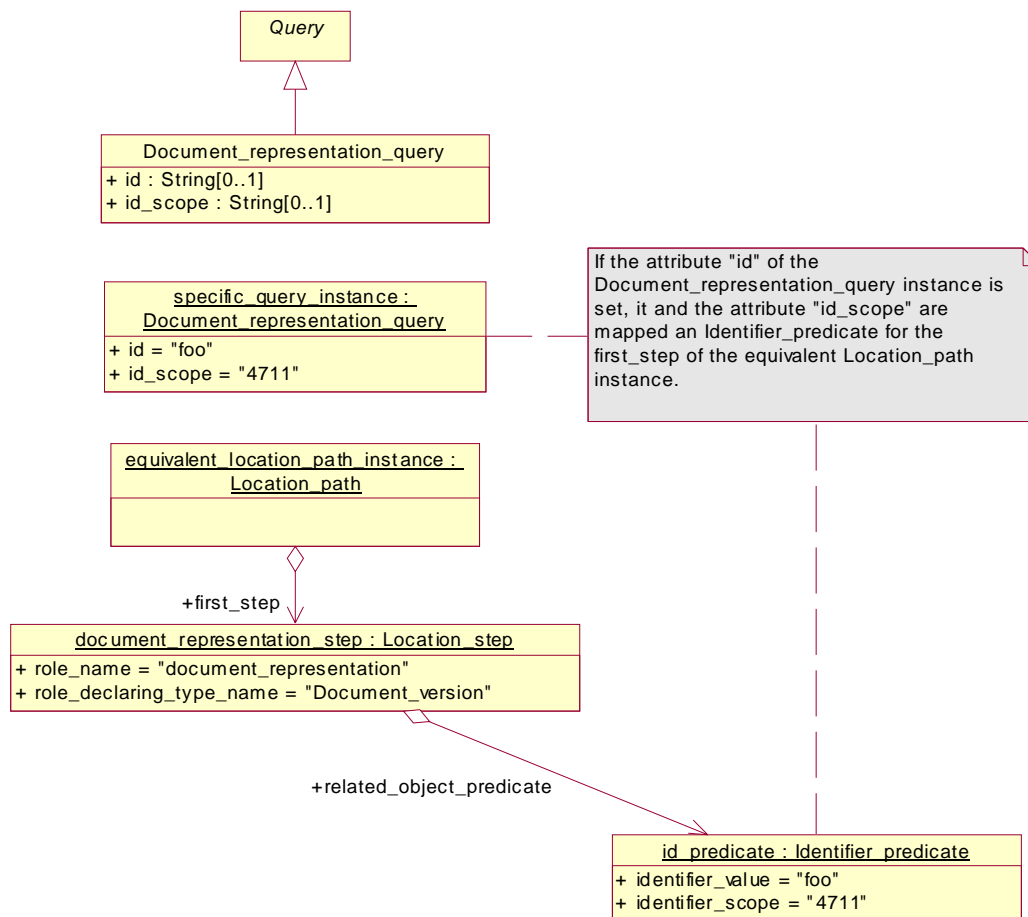 Query
Document_representation_query
+ id : String[0..1]
+ id_scope : String[0..1]
specific_query_instance :
Document_representation_query
+ id = "foo"
+ id_scope = "4711"
If the attribute "id" of the
Document_representation_query instance is
set, it and the attribute "id_scope" are
mapped an Identifier_predicate for the
first_step of the equivalent Location_path
instance.
equivalent_location_path_instance :
Location_path
+first_step
document_representation_step : Location_step
+ role_name = "document_representation"
+ role_declaring_type_name = "Document_version"
+related_object_predicate
id_predicate : Identifier_predicate
+ identifier_value = "foo"
+ identifier_scope = "4711"